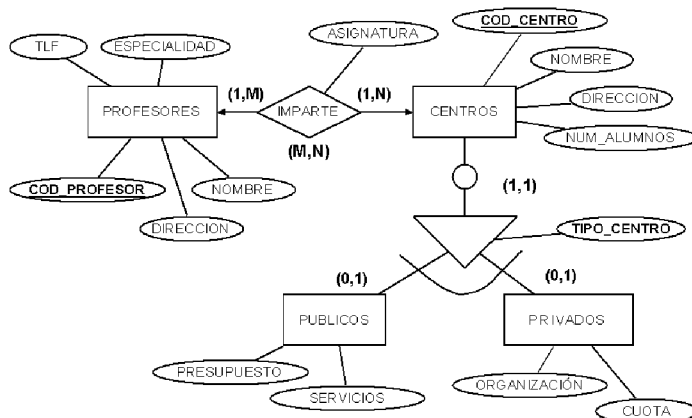 COD_CENTRO
ASIGNATURA
TLF
ESPECIALIDAD
NOMBRE
(1,M)
(1,N)
PROFESORES
IMPARTE
CENTROS
DIRECCION
NUM_ALUMNOS
(M,N)
COD_PROFESOR
NOMBRE
(1,1)
DIRECCION
TIPO_CENTRO
(0,1)
(0,1)
PUBLICOS
PRIVADOS
PRESUPUESTO
ORGANIZACIÓN
SERVICIOS
CUOTA